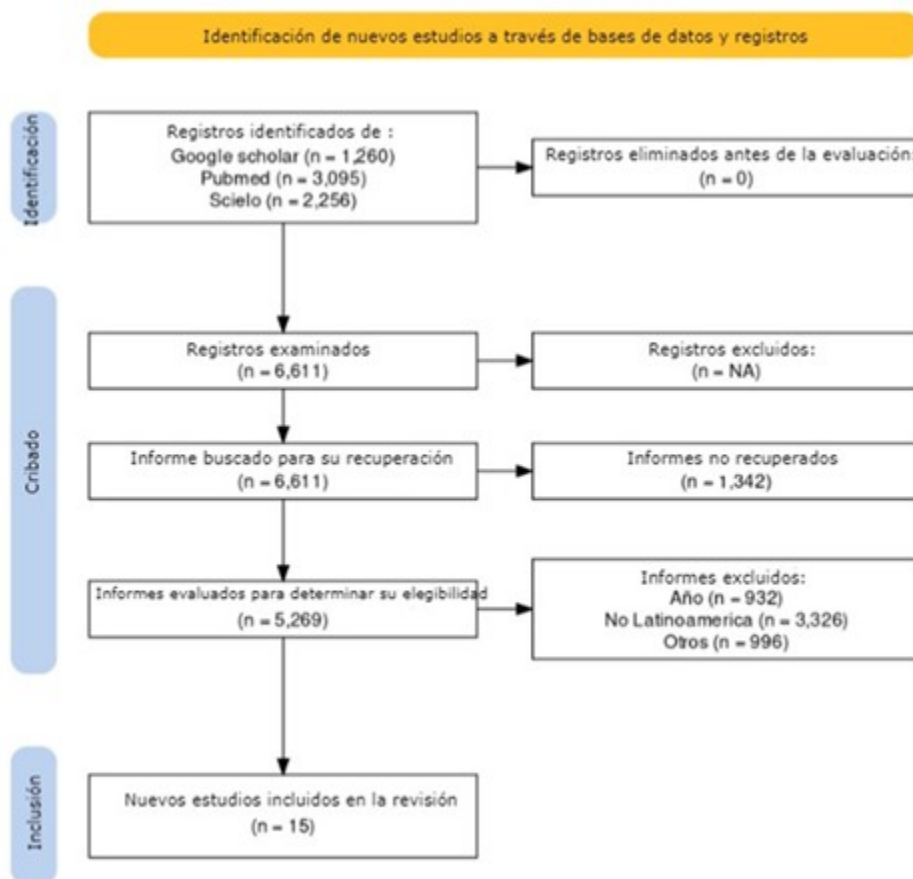 Identificación de nuevos estudios a través de bases de datos y registros
Identificación
Registros identificados de :
Google scholar (n = 1,260)
Pubmed (n = 3,095)
Scielo (n = 2,256)
Registros eliminados antes de la evaluación:
(n = 0)
Cribado
Registros examinados
(n = 6,611)
Registros excluidos:
(n = NA)
Informe buscado para su recuperación
(n = 6,611)
Informes no recuperados
(n = 1,342)
Informes evaluados para determinar su elegibilidad
(n = 5,269)
Informes excluidos:
Año (n = 932)
No Latinoamerica (n = 3,326)
Otros (n = 996)
Inclusión
Nuevos estudios incluidos en la revisión
(n = 15)